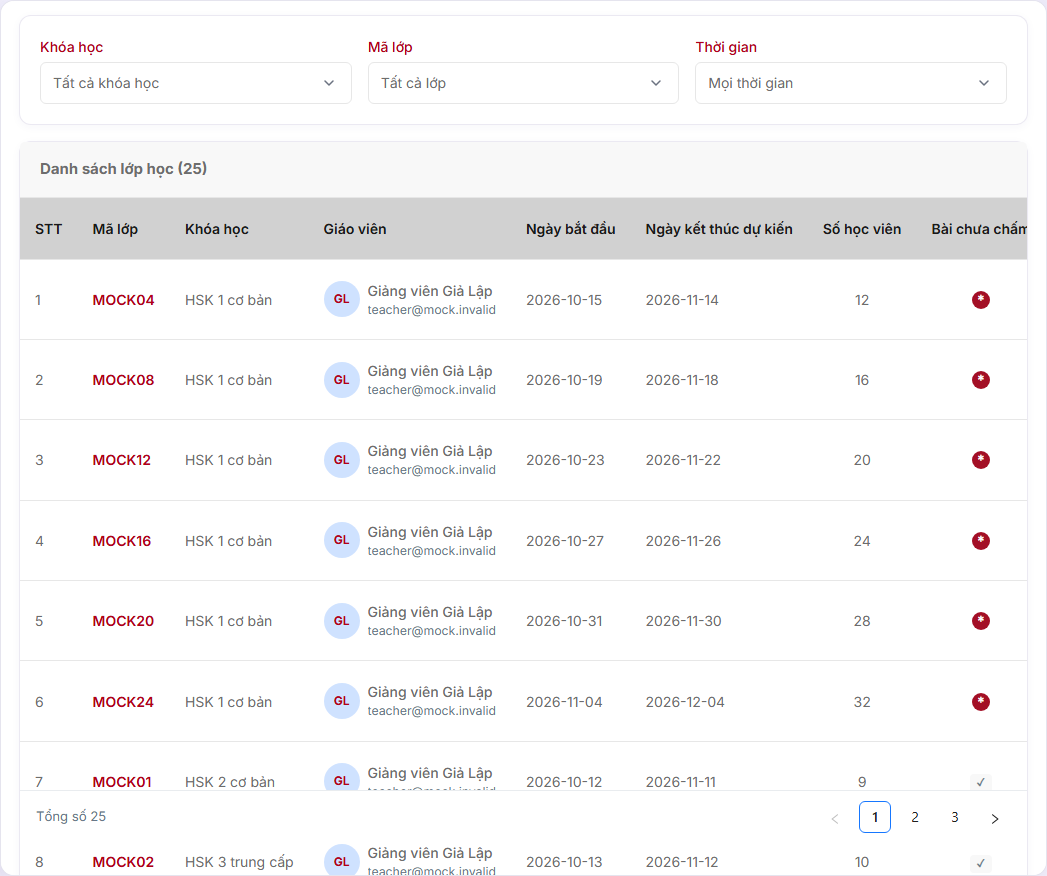 Khóa học Mã lớp Thời gian
Tất cả khóa học Tất cả lớp Mọi thời gian
Danh sách lớp học (25)
STT Mã lớp Khóa học Giáo viên Ngày bắt đầu Ngày kết thúc dự kiến Số học viên Bài chưa chấm
1 MOCK04 HSK 1 cơ bản GL Giảng viên Giả Lập 2026-10-15 2026-11-14 12 *
teacher@mock.invalid
2 MOCK08 HSK 1 cơ bản GL Giảng viên Giả Lập 2026-10-19 2026-11-18 16 *
teacher@mock.invalid
3 MOCK12 HSK 1 cơ bản GL Giảng viên Giả Lập 2026-10-23 2026-11-22 20 *
teacher@mock.invalid
4 MOCK16 HSK 1 cơ bản GL Giảng viên Giả Lập 2026-10-27 2026-11-26 24 *
teacher@mock.invalid
5 MOCK20 HSK 1 cơ bản GL Giảng viên Giả Lập 2026-10-31 2026-11-30 28 *
teacher@mock.invalid
6 MOCK24 HSK 1 cơ bản GL Giảng viên Giả Lập 2026-11-04 2026-12-04 32 *
teacher@mock.invalid
7 MOCK01 HSK 2 cơ bản GL Giảng viên Giả Lập 2026-10-12 2026-11-11 9 ✓
Tổng số 25 < 1 2 3 >
8 MOCK02 HSK 3 trung cấp GL Giảng viên Giả Lập 2026-10-13 2026-11-12 10 ✓
teacher@mock.invalid